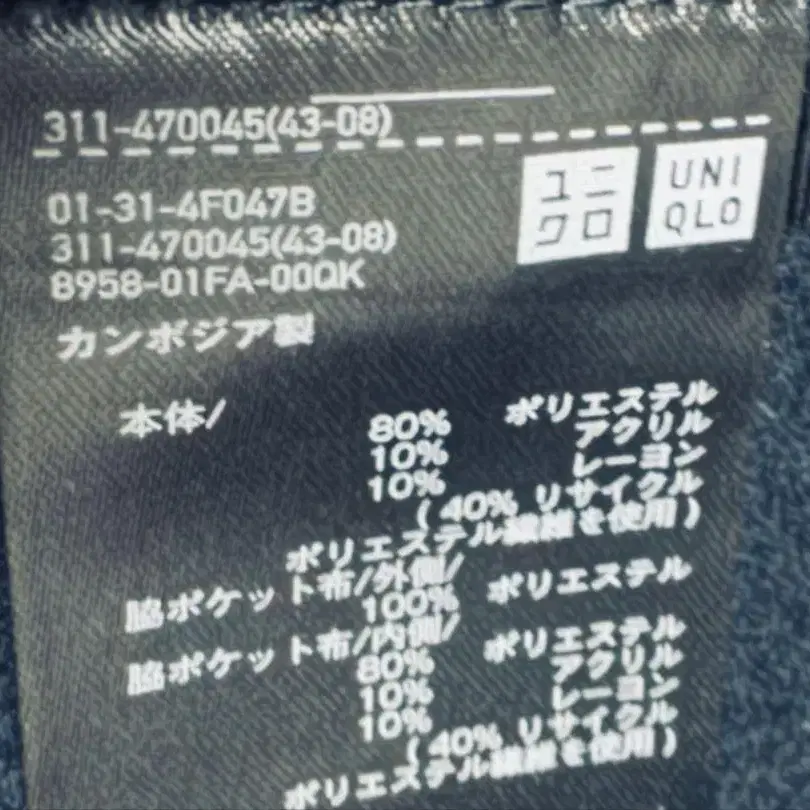 311-470045(43-08)
ユニクロ
UNIQLO
01-31-4F047B
311-470045(43-08)
8958-01FA-00QK
カンボジア製
本体/
ポリエステル 80%
アクリル 10%
レーヨン 10%
(40% リサイクル
ポリエステル繊維を使用)
脇ポケット布/外側/
ポリエステル 100%
脇ポケット布/内側/
ポリエステル 80%
アクリル 10%
レーヨン 10%
(40% リサイクル
ポリエステル繊維を使用)